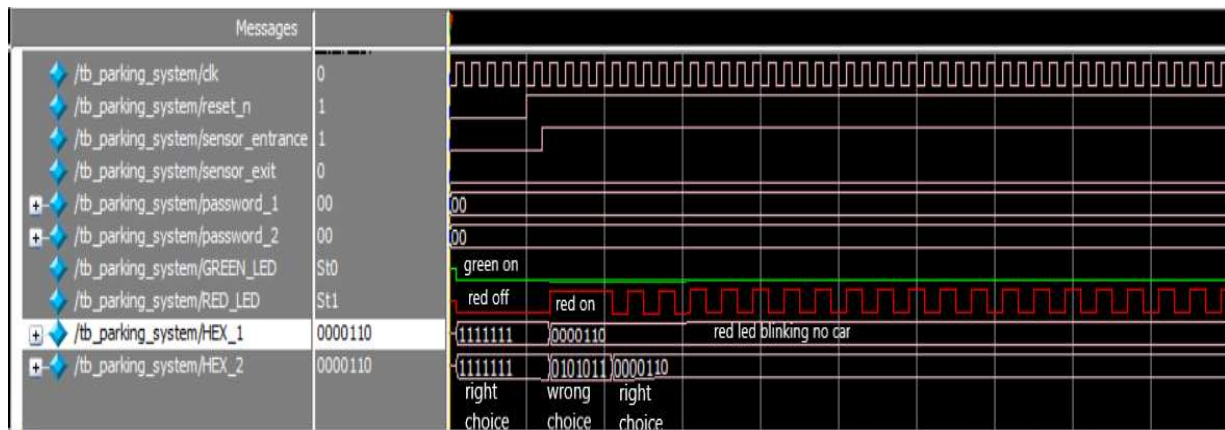 Messages
/tb_parking_system/clk 0
/tb_parking_system/reset_n 1
/tb_parking_system/sensor_entrance 1
/tb_parking_system/sensor_exit 0
/tb_parking_system/password_1 00 00
/tb_parking_system/password_2 00 00
/tb_parking_system/GREEN_LED St0 green on
/tb_parking_system/RED_LED St1 red off red on
/tb_parking_system/HEX_1 0000110 1111111 0000110 red led blinking no car
/tb_parking_system/HEX_2 0000110 1111111 0101011 0000110
right wrong right
choice choice choice